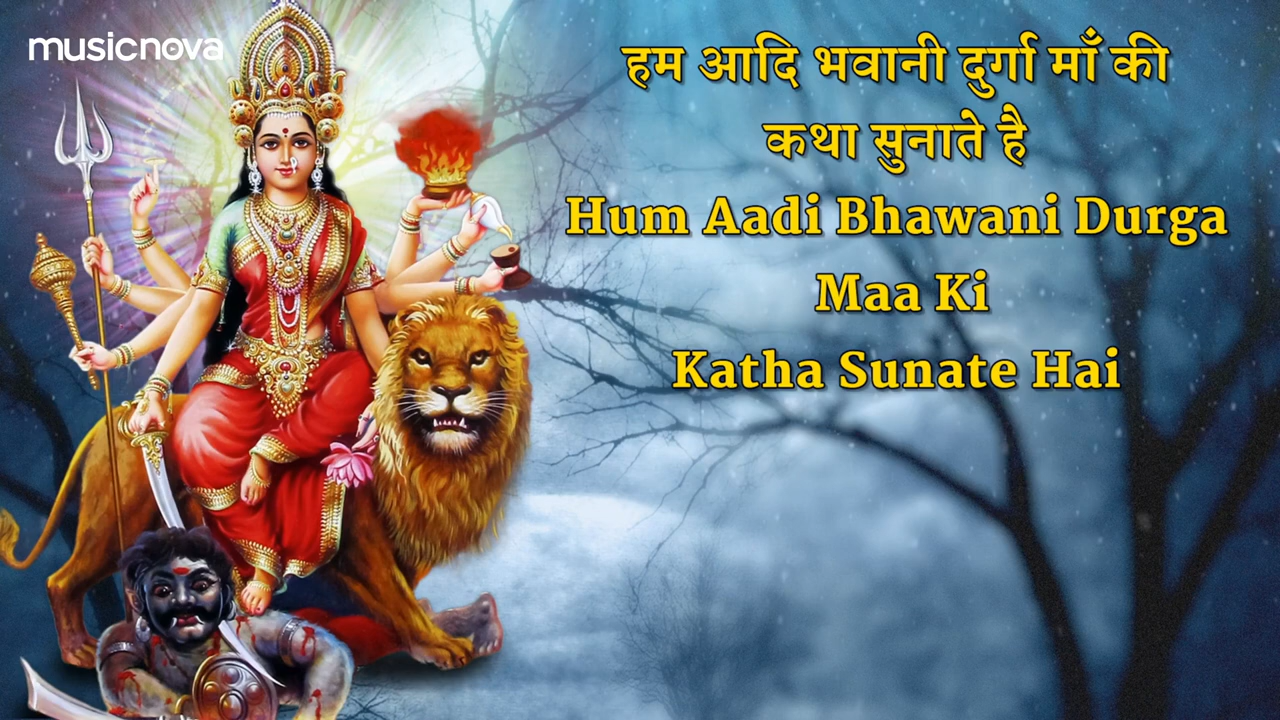 musicnova
हम आदि भवानी दुर्गा माँ की
कथा सुनाते है
Hum Aadi Bhawani Durga
Maa Ki
Katha Sunate Hai